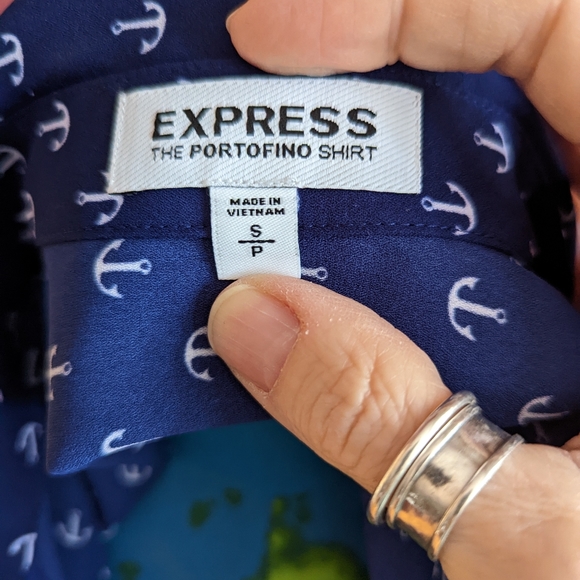 EXPRESS
THE PORTOFINO SHIRT
MADE IN
VIETNAM
S
P